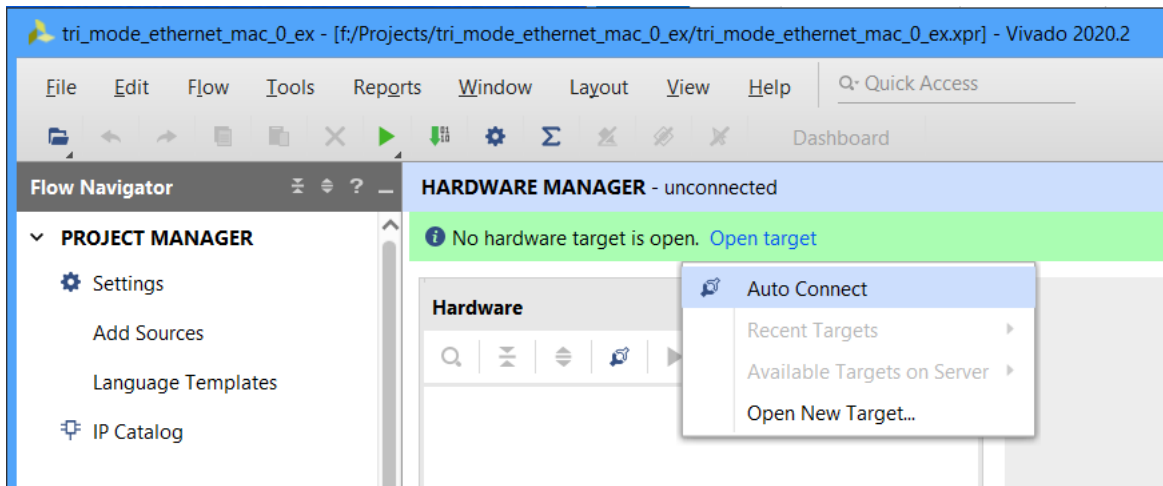 tri_mode_ethernet_mac_0_ex - [f:/Projects/tri_mode_ethernet_mac_0_ex/tri_mode_ethernet_mac_0_ex.xpr] - Vivado 2020.2
File Edit Flow Tools Reports Window Layout View Help Quick Access
Dashboard
Flow Navigator
HARDWARE MANAGER - unconnected
PROJECT MANAGER
No hardware target is open. Open target
Settings
Add Sources
Language Templates
IP Catalog
Hardware
Auto Connect
Recent Targets
Available Targets on Server
Open New Target...